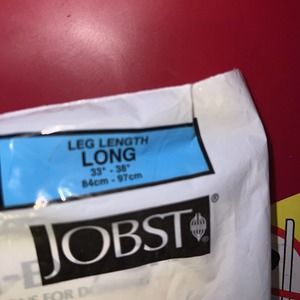 LEG LENGTH
LONG
33" - 38"
84cm - 97cm
JOBST®